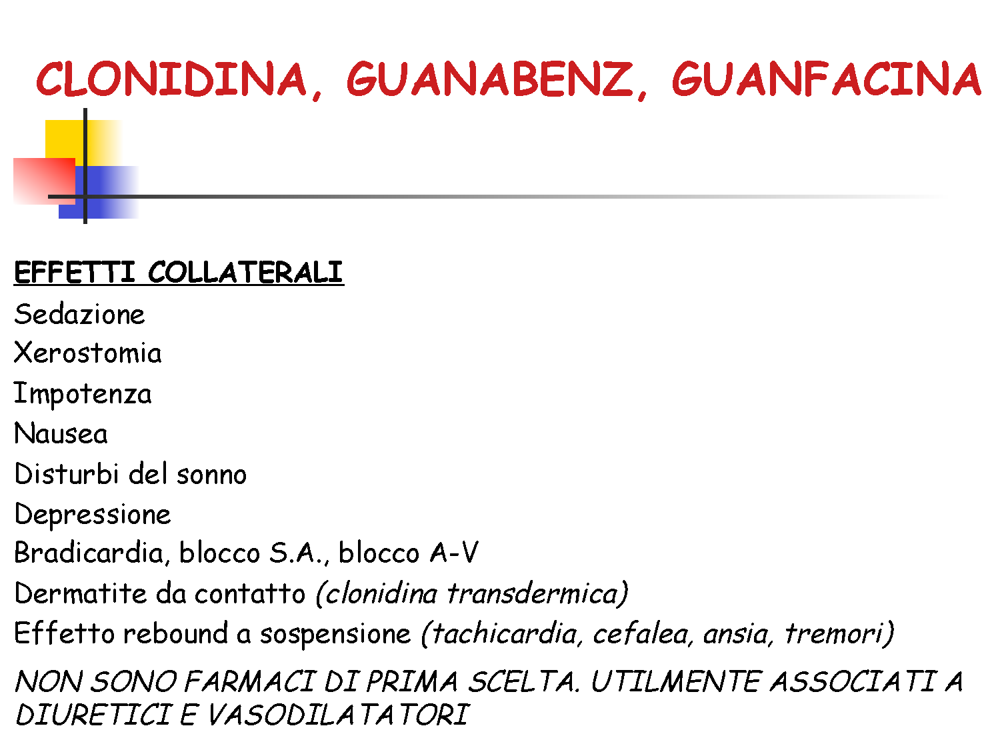 CLONIDINA, GUANABENZ, GUANFACINA
EFFETTI COLLATERALI
Sedazione
Xerostomia
Impotenza
Nausea
Disturbi del sonno
Depressione
Bradicardia, blocco S.A., blocco A-V
Dermatite da contatto (clonidina transdermica)
Effetto rebound a sospensione (tachicardia, cefalea, ansia, tremori)
NON SONO FARMACI DI PRIMA SCELTA. UTILMENTE ASSOCIATI A
DIURETICI E VASODILATATORI